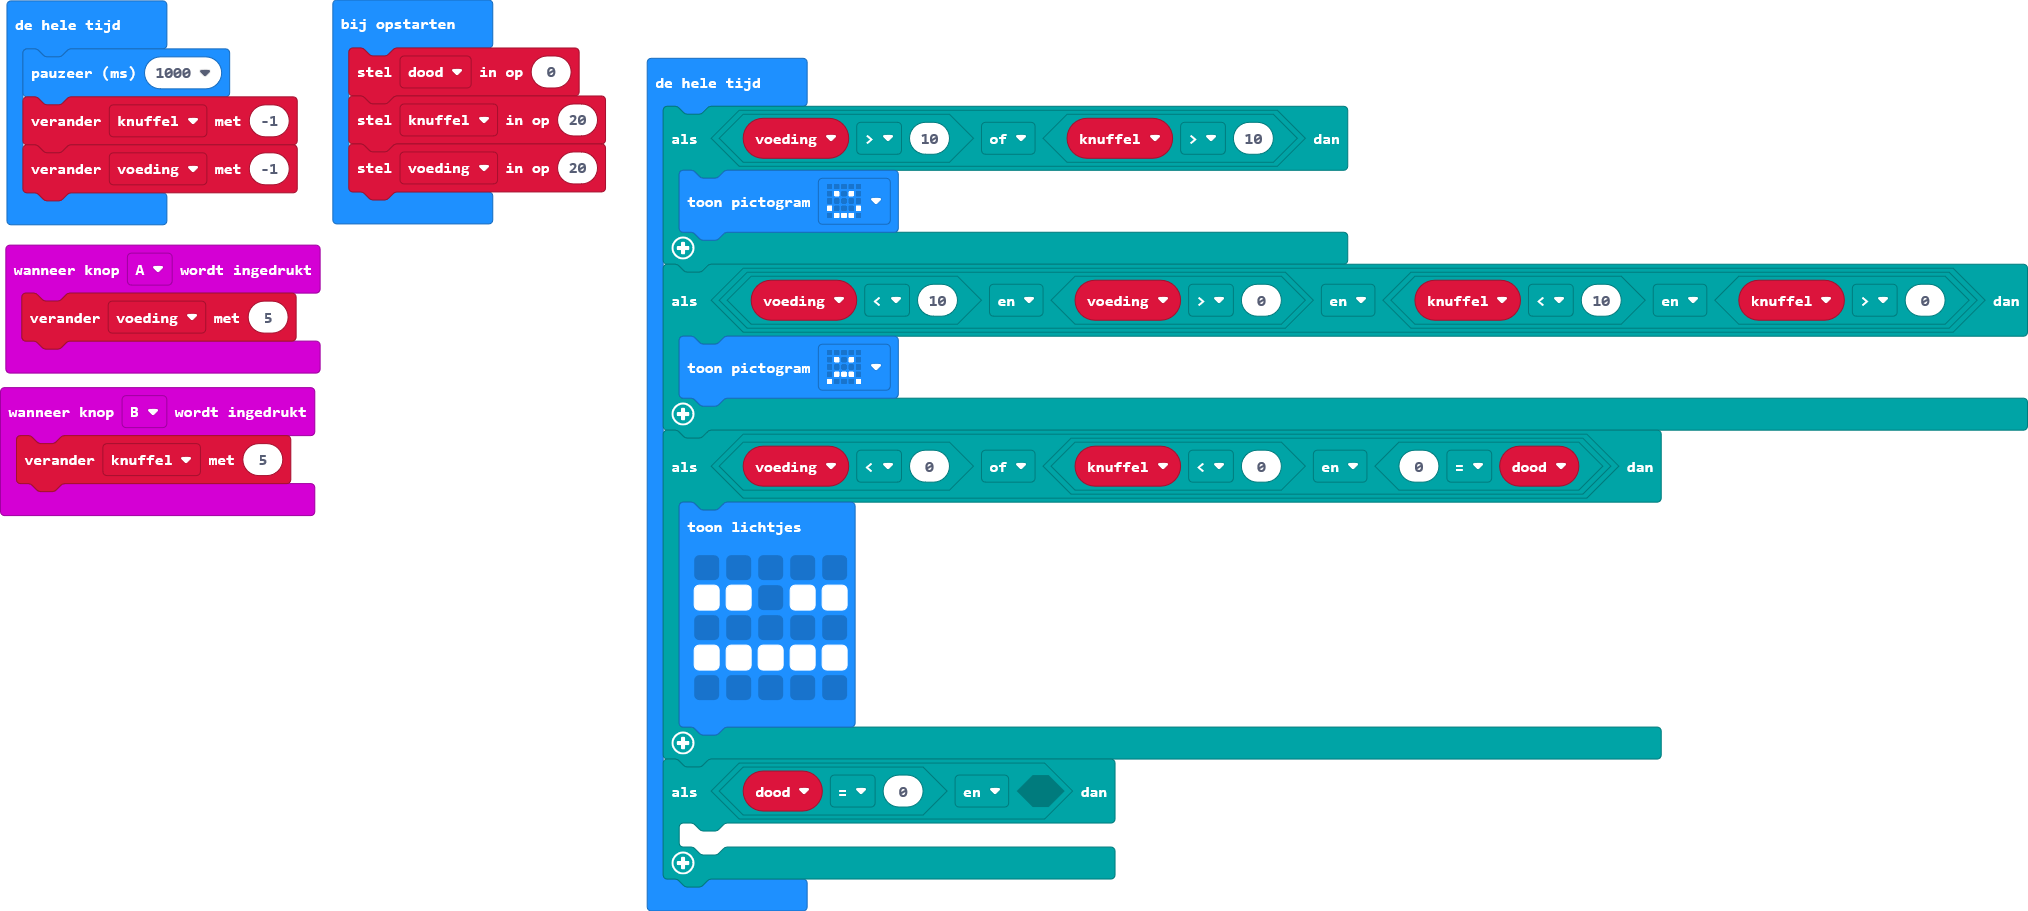 de hele tijd
pauzeer (ms) 1000
verander knuffel met -1
verander voeding met -1
bij opstarten
stel dood in op 0
stel knuffel in op 20
stel voeding in op 20
wanneer knop A wordt ingedrukt
verander voeding met 5
wanneer knop B wordt ingedrukt
verander knuffel met 5
de hele tijd
als voeding > 10 of knuffel > 10 dan
toon pictogram
als voeding < 10 en voeding > 0 en knuffel < 10 en knuffel > 0 dan
toon pictogram
als voeding < 0 of knuffel < 0 en 0 = dood dan
toon lichtjes
als dood = 0 en dan